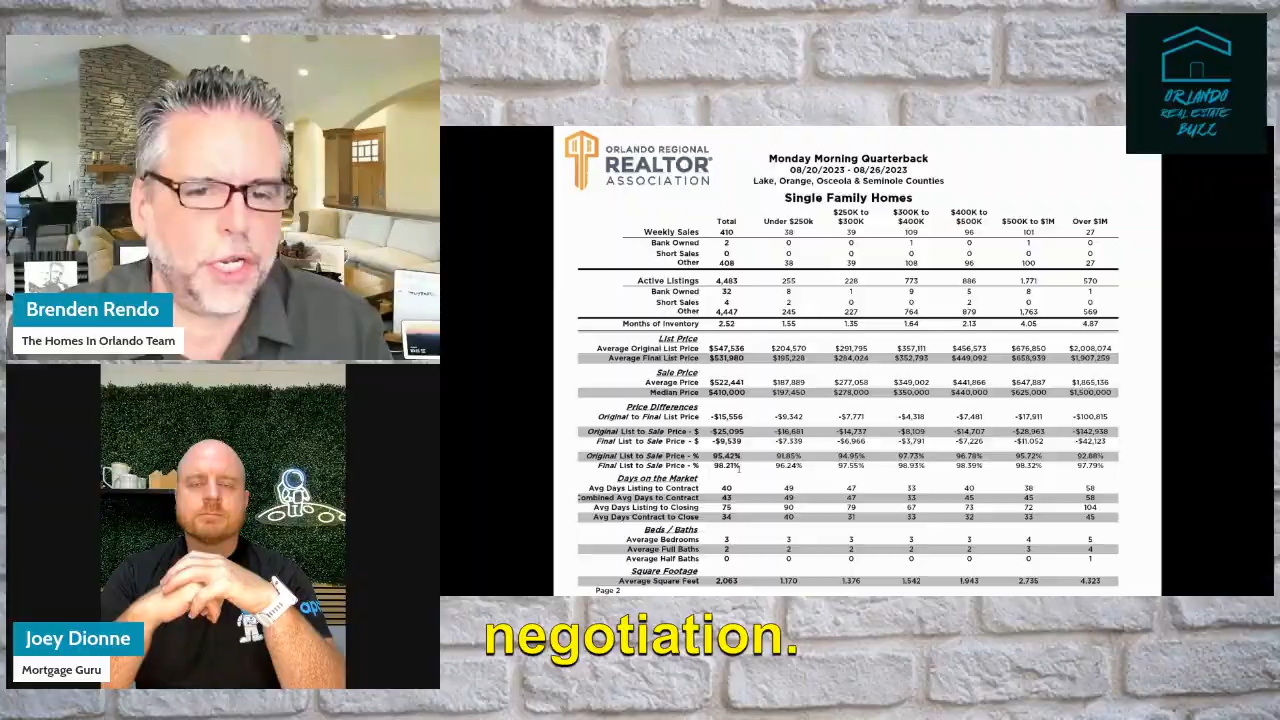 Brenden Rendo
The Homes In Orlando Team
Joey Dionne
Mortgage Guru
ORLANDO
REAL ESTATE
BUZZ
ORLANDO REGIONAL
REALTOR®
ASSOCIATION
Monday Morning Quarterback
08/20/2023 - 08/26/2023
Lake, Orange, Osceola & Seminole Counties
Single Family Homes
Total Under $250k $250K to $300K $300K to $400K $400K to $500K $500K to $1M Over $1M
Weekly Sales 410 38 39 109 96 101 27
Bank Owned 2 0 0 1 0 1 0
Short Sales 0 0 0 0 0 0 0
Other 408 38 39 108 96 100 27
Active Listings 4,483 255 228 773 886 1,771 570
Bank Owned 32 8 1 9 5 8 1
Short Sales 4 2 0 0 2 0 0
Other 4,447 245 227 764 879 1,763 569
Months of Inventory 2.52 1.55 1.35 1.64 2.13 4.05 4.87
List Price
Average Original List Price $547,536 $204,570 $291,795 $357,111 $456,573 $676,850 $2,008,074
Average Final List Price $531,980 $195,228 $284,024 $352,793 $449,092 $658,939 $1,907,259
Sale Price
Average Price $522,441 $187,889 $277,058 $349,002 $441,866 $647,887 $1,865,136
Median Price $410,000 $197,450 $278,000 $350,000 $440,000 $625,000 $1,500,000
Price Differences
Original to Final List Price -$15,556 -$9,342 -$7,771 -$4,318 -$7,481 -$17,911 -$100,815
Original List to Sale Price - $ -$25,095 -$16,681 -$14,737 -$8,109 -$14,707 -$28,963 -$142,938
Final List to Sale Price - $ -$9,539 -$7,339 -$6,966 -$3,791 -$7,226 -$11,052 -$42,123
Original List to Sale Price - % 95.42% 91.85% 94.95% 97.73% 96.78% 95.72% 92.88%
Final List to Sale Price - % 98.21% 96.24% 97.55% 98.93% 98.39% 98.32% 97.79%
Days on the Market
Avg Days Listing to Contract 40 49 47 33 40 38 58
Combined Avg Days to Contract 43 49 47 33 45 45 58
Avg Days Listing to Closing 75 90 79 67 73 72 104
Avg Days Contract to Close 34 40 31 33 32 33 45
Beds / Baths
Average Bedrooms 3 3 3 3 3 4 5
Average Full Baths 2 2 2 2 2 3 4
Average Half Baths 0 0 0 0 0 0 1
Square Footage
Average Square Feet 2,063 1,170 1,376 1,542 1,943 2,735 4,323
Page 2
negotiation.